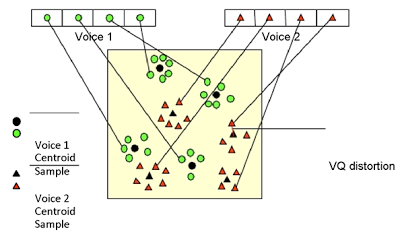 Voice 1
Voice 2
Voice 1
Centroid
Sample
VQ distortion
Voice 2
Centroid
Sample